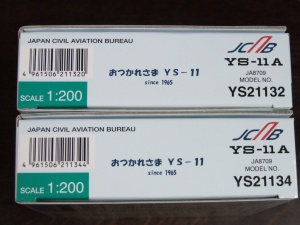 JAPAN CIVIL AVIATION BUREAU
JCAB
YS-11A
JA8709
MODEL NO.
YS21132
4 961506 211320
おつかれさま YS-11
since 1965
SCALE 1:200
JAPAN CIVIL AVIATION BUREAU
JCAB
YS-11A
JA8709
MODEL NO.
YS21134
4 961506 211344
おつかれさま YS-11
since 1965
SCALE 1:200